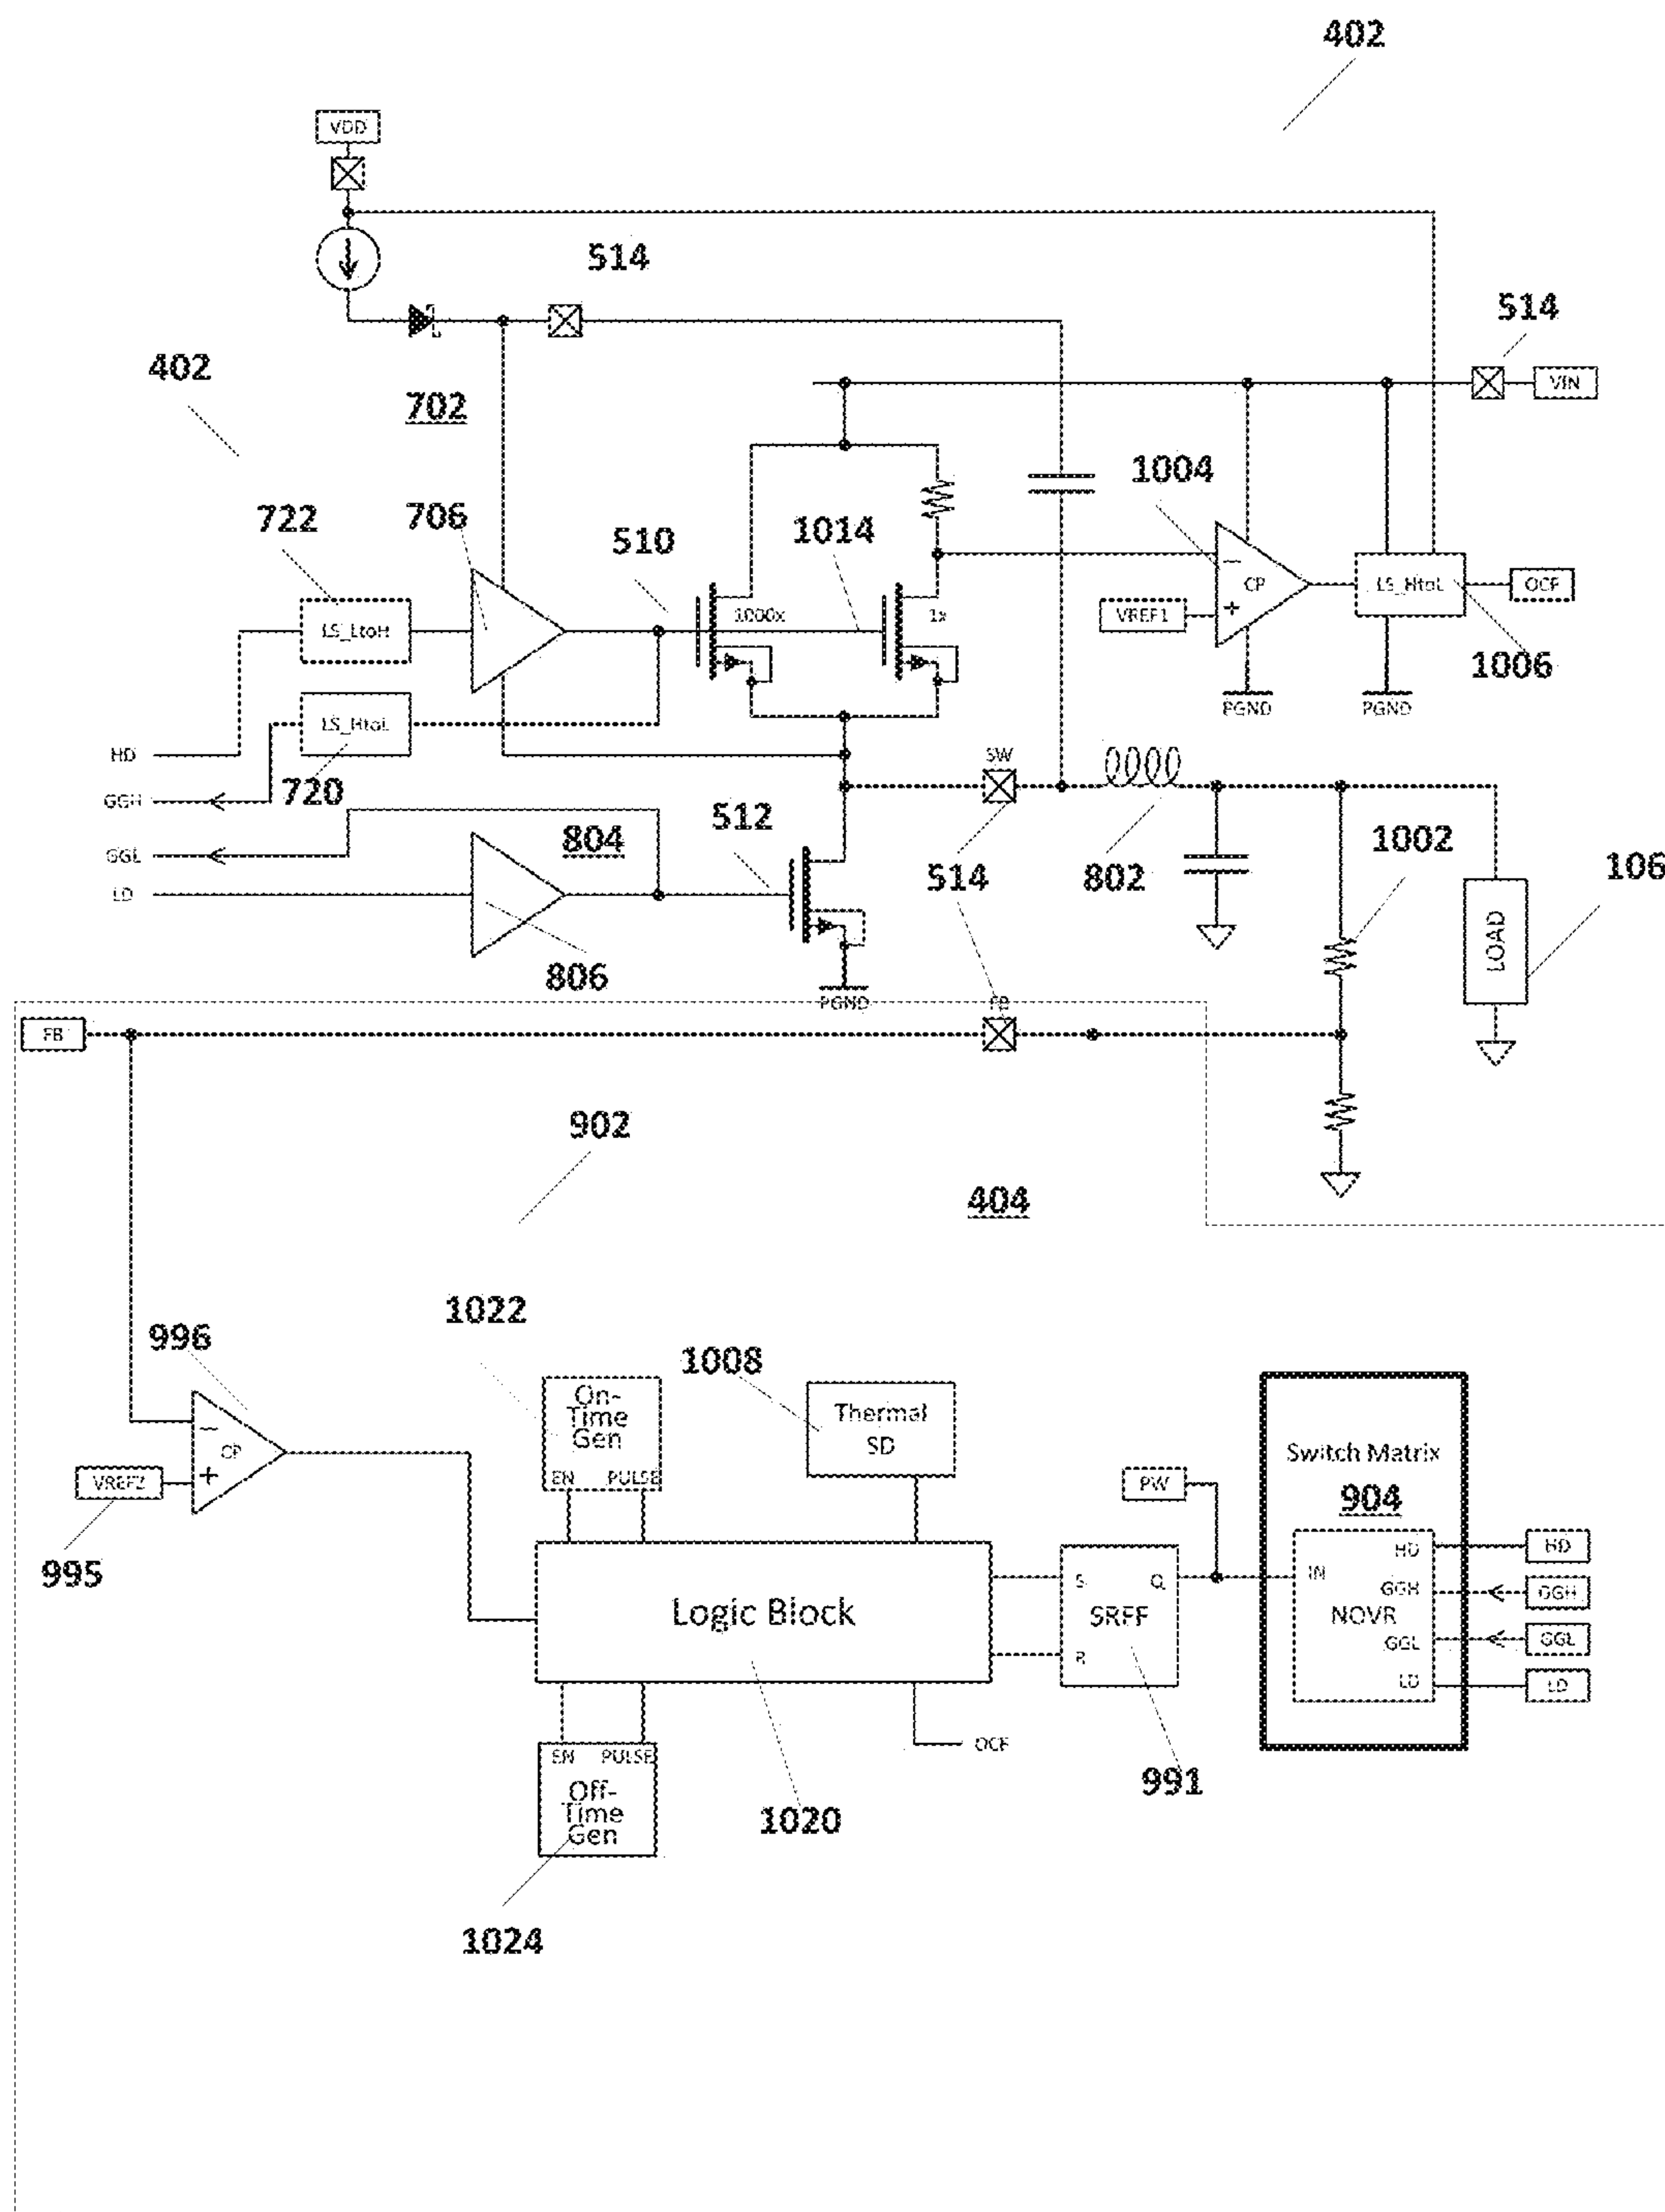 402
VDD
514
514
402
VIN
702
1004
722
706
510
1014
1000x
1x
CP
LS_HtoL
OCF
LS_LtoH
VREF1
1006
LS_HtoL
PGND
PGND
HD
SW
GGH
720
512
804
1002
GGL
514
802
106
LD
LOAD
806
PGND
FB
FB
902
404
1022
996
1008
On-
Time
Gen
Thermal
SD
CP
Switch Matrix
EN PULSE
VREF2
PW
904
995
HD
HD
S Q
IN
GGH
GGH
Logic Block
SRFF
NOVR
GGL
GGL
R
LD
LD
EN PULSE
OCF
Off-
Time
Gen
991
1020
1024